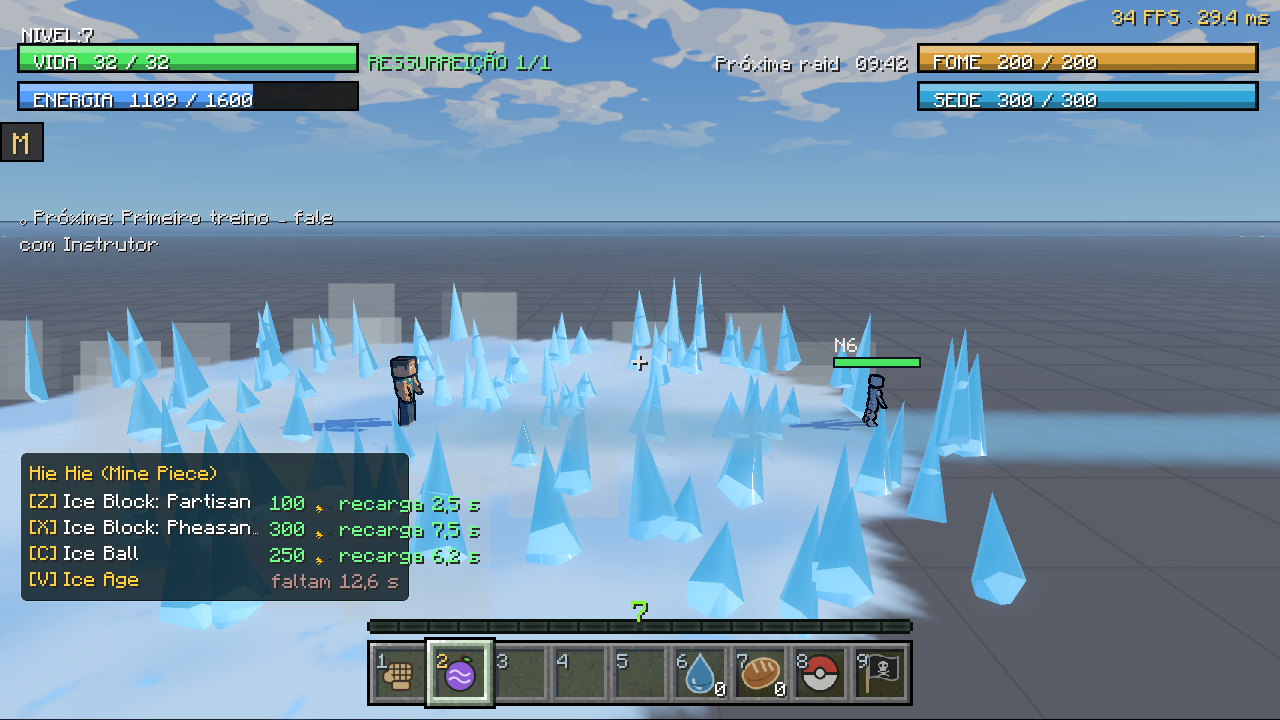 34 FPS · 29.4 ms
NIVEL:7
VIDA 32 / 32
RESSURREIÇÃO 1/1
Próxima raid 09:42
FOME 200 / 200
ENERGIA 1109 / 1600
SEDE 300 / 300
M
Próxima: Primeiro treino - fale
com Instrutor
N6
Hie Hie (Mine Piece)
[Z] Ice Block: Partisan 100 recarga 2,5 s
[X] Ice Block: Pheasan… 300 recarga 7,5 s
[C] Ice Ball 250 recarga 6,2 s
[V] Ice Age faltam 12,6 s
7
1 2 3 4 5 6 7 8 9
0 0